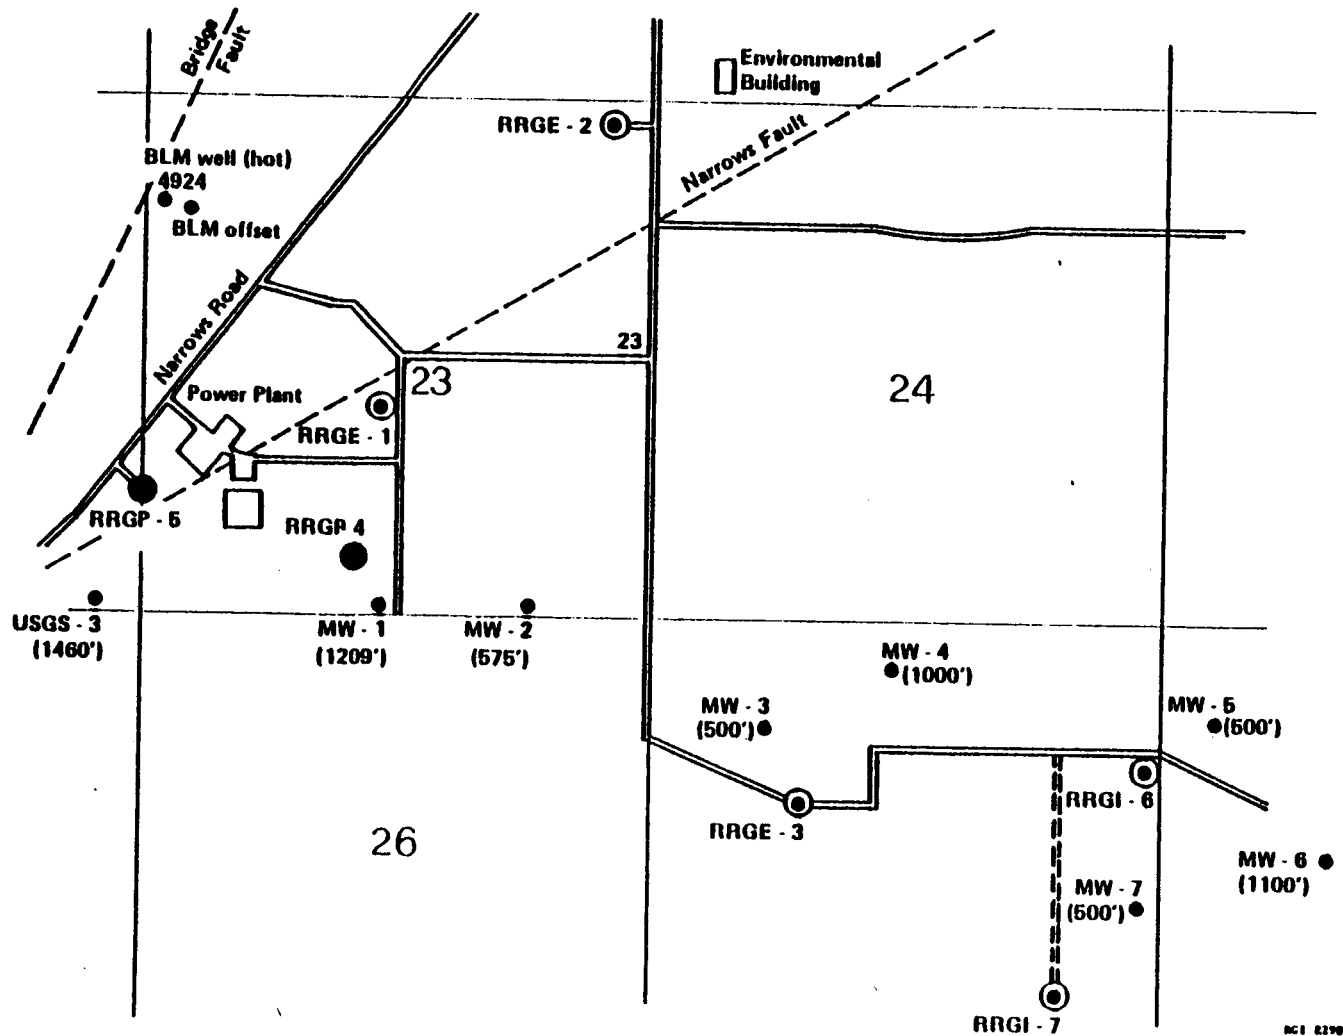 Bridge
Fault
Environmental
Building
RRGE - 2
Narrows Fault
BLM well (hot)
4924
BLM offset
Narrows Road
23
23
24
Power Plant
RRGE - 1
RRGP - 5
RRGP 4
USGS - 3
(1460')
MW - 1
(1209')
MW - 2
(575')
MW - 4
(1000')
MW - 3
(500')
MW - 5
(500')
RRGI - 6
RRGE - 3
26
MW - 6
(1100')
MW - 7
(500')
RRGI - 7